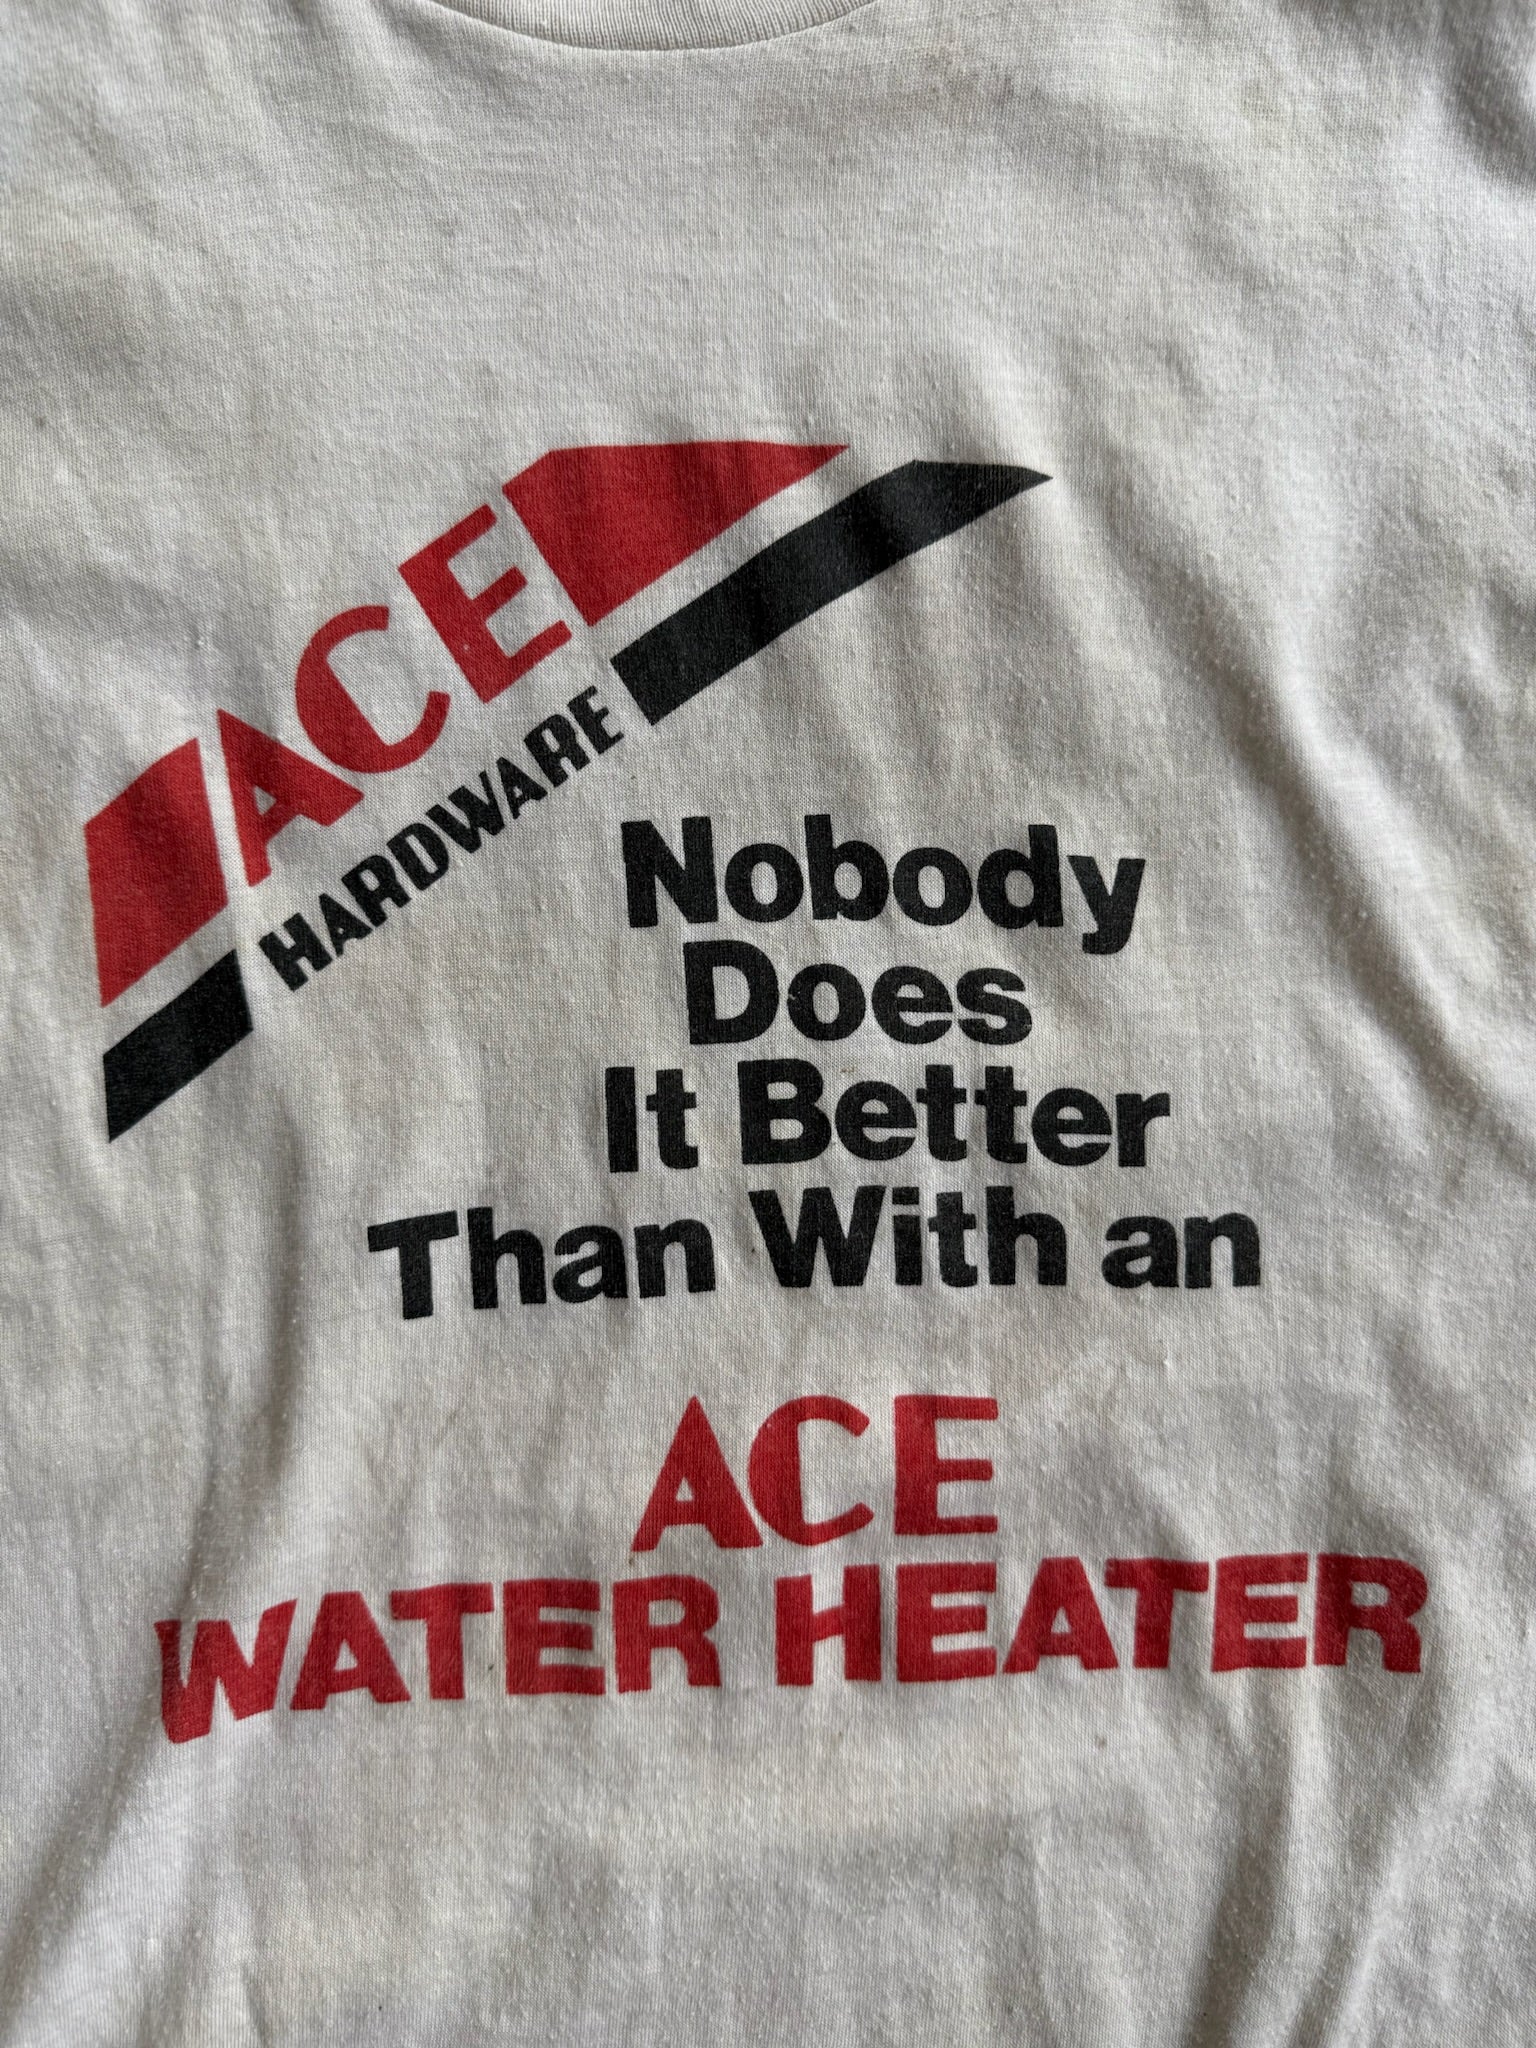 ACE
HARDWARE
Nobody
Does
It Better
Than With an
ACE
WATER HEATER